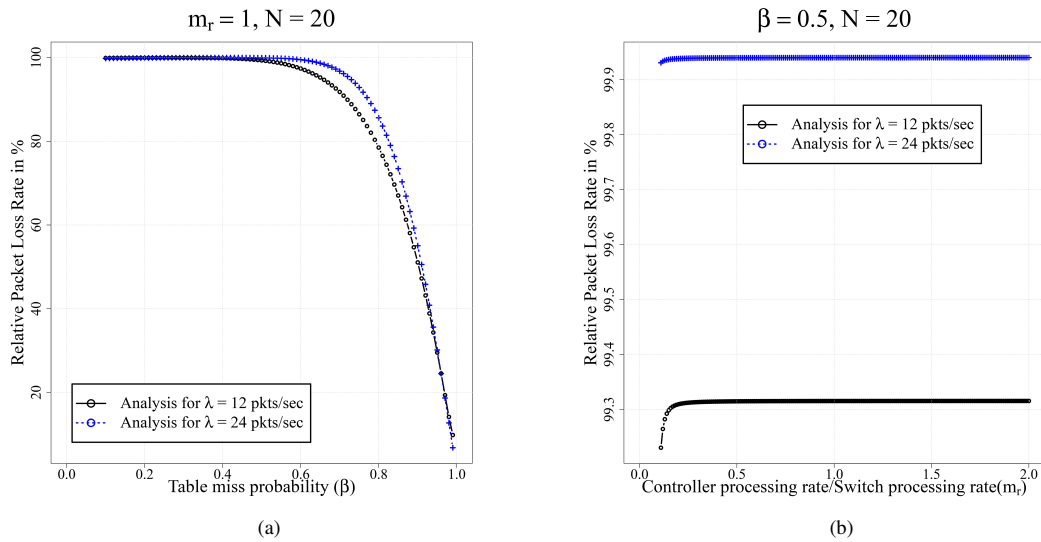 m_r = 1, N = 20
Relative Packet Loss Rate in %
100
80
60
40
20
Analysis for λ = 12 pkts/sec
Analysis for λ = 24 pkts/sec
0.0 0.2 0.4 0.6 0.8 1.0
Table miss probability (β)
(a)
β = 0.5, N = 20
Relative Packet Loss Rate in %
99.9
99.8
99.7
99.6
99.5
99.4
99.3
Analysis for λ = 12 pkts/sec
Analysis for λ = 24 pkts/sec
0.0 0.5 1.0 1.5 2.0
Controller processing rate/Switch processing rate(m_r)
(b)